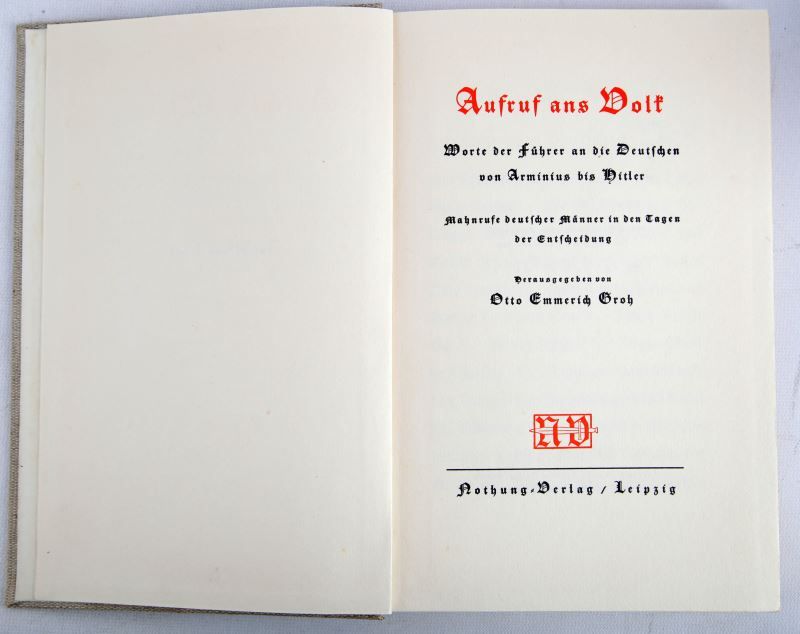 Aufruf ans Volk
Worte der Führer an die Deutschen
von Arminius bis Hitler
Mahnrufe deutscher Männer in den Tagen
der Entscheidung
Herausgegeben von
Otto Emmerich Groh
NV
Nothung-Verlag / Leipzig